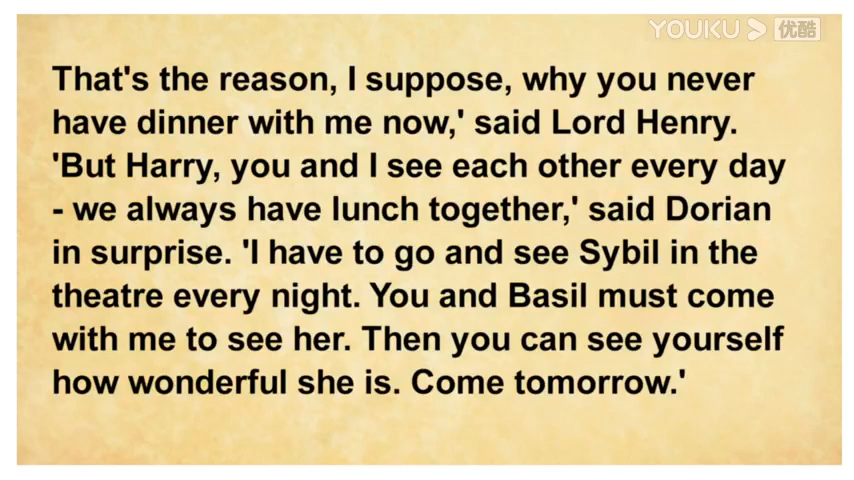 YOUKU 优酷
That's the reason, I suppose, why you never
have dinner with me now,' said Lord Henry.
'But Harry, you and I see each other every day
- we always have lunch together,' said Dorian
in surprise. 'I have to go and see Sybil in the
theatre every night. You and Basil must come
with me to see her. Then you can see yourself
how wonderful she is. Come tomorrow.'